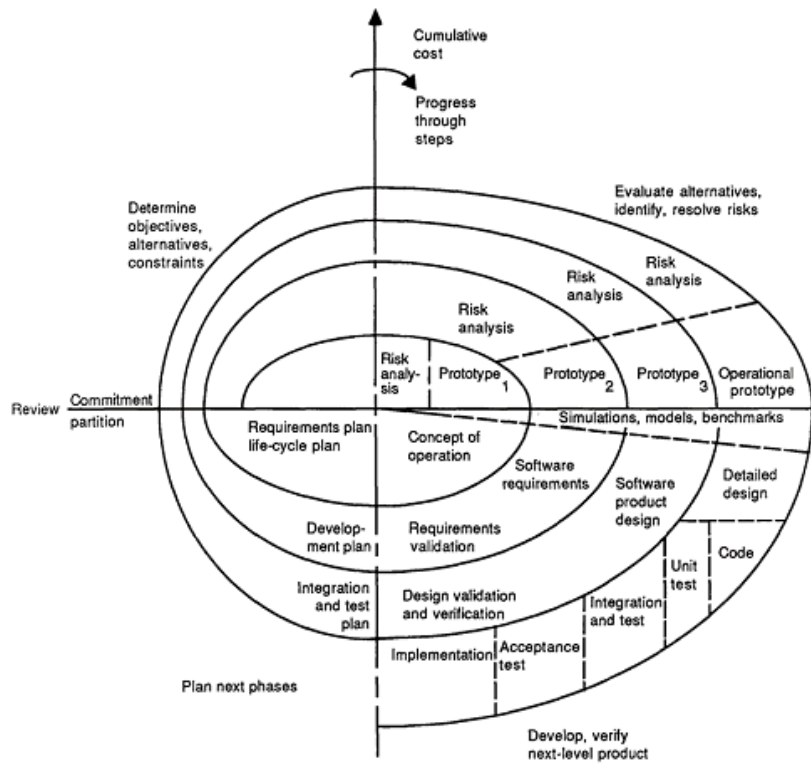 Cumulative
cost
Progress
through
steps
Evaluate alternatives,
identify, resolve risks
Determine
objectives,
alternatives,
constraints
Risk
analysis
Risk
analysis
Risk
analysis
Risk
analy-
sis
Prototype
1
Prototype
2
Prototype
3
Operational
prototype
Review
Commitment
partition
Simulations, models, benchmarks
Requirements plan
life-cycle plan
Concept of
operation
Software
requirements
Software
product
design
Detailed
design
Develop-
ment plan
Requirements
validation
Unit
test
Code
Integration
and test
plan
Design validation
and verification
Integration
and test
Implementation
Acceptance
test
Plan next phases
Develop, verify
next-level product